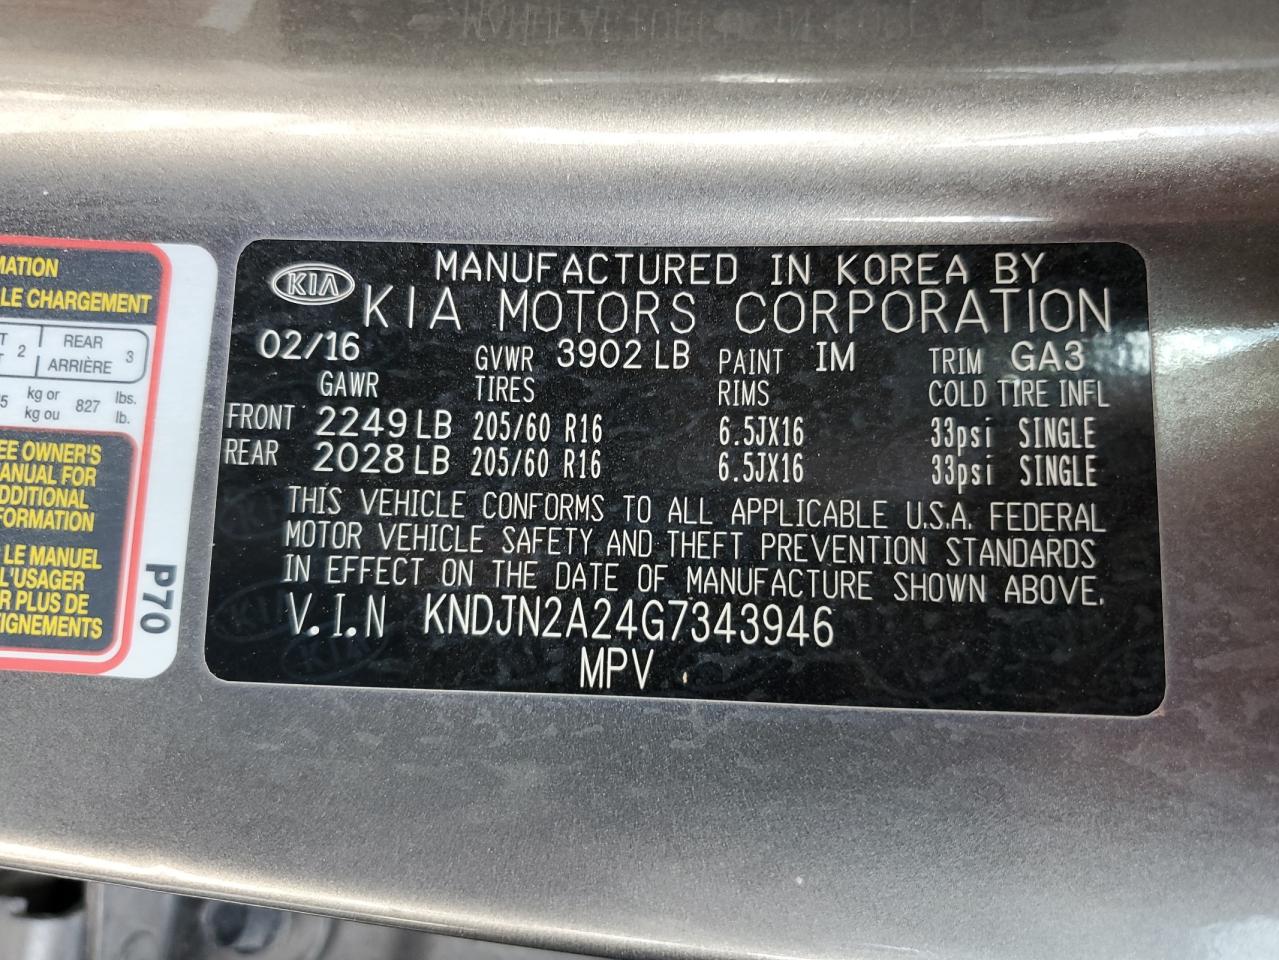 MATION
LE CHARGEMENT
2 REAR 3
ARRIÈRE
kg or 827 lbs.
kg ou lb.
EE OWNER'S
ANUAL FOR
DDITIONAL
FORMATION
LE MANUEL
L'USAGER
R PLUS DE
EIGNEMENTS
P70
KIA
MANUFACTURED IN KOREA BY
KIA MOTORS CORPORATION
02/16 GVWR 3902 LB PAINT IM TRIM GA3
GAWR TIRES RIMS COLD TIRE INFL
FRONT 2249 LB 205/60 R16 6.5JX16 33psi SINGLE
REAR 2028 LB 205/60 R16 6.5JX16 33psi SINGLE
THIS VEHICLE CONFORMS TO ALL APPLICABLE U.S.A. FEDERAL
MOTOR VEHICLE SAFETY AND THEFT PREVENTION STANDARDS
IN EFFECT ON THE DATE OF MANUFACTURE SHOWN ABOVE.
V.I.N KNDJN2A24G7343946
MPV